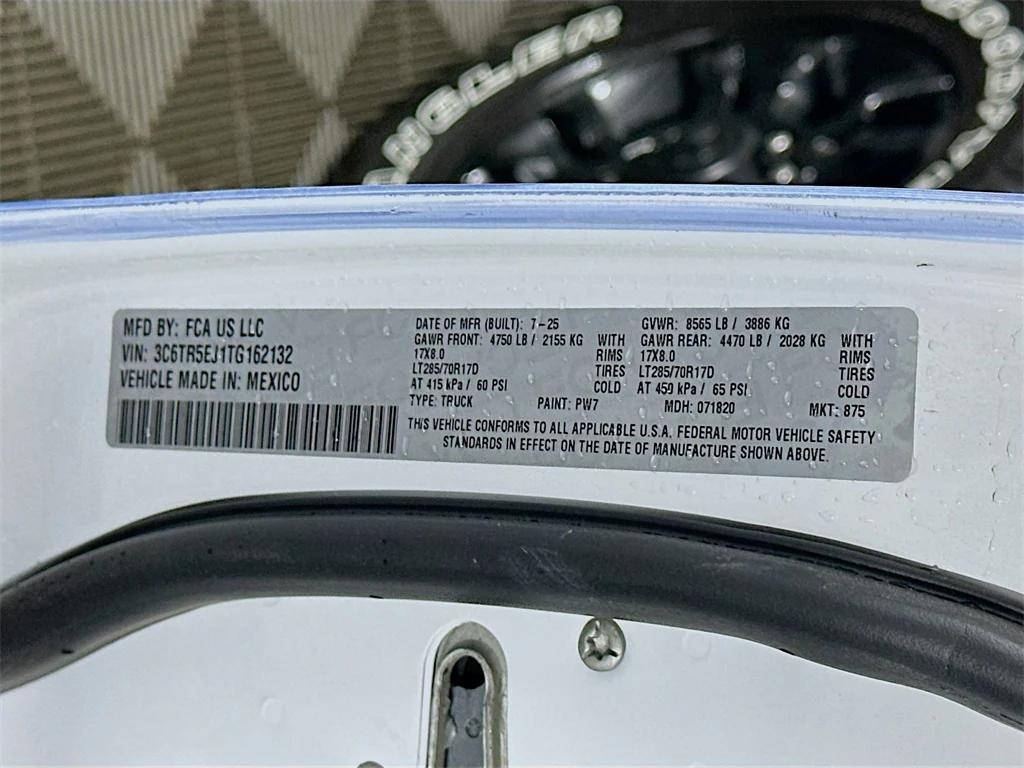 WRANGLER
GOODYEAR
MFD BY: FCA US LLC
VIN: 3C6TR5EJ1TG162132
VEHICLE MADE IN: MEXICO
DATE OF MFR (BUILT): 7-25 GVWR: 8565 LB / 3886 KG
GAWR FRONT: 4750 LB / 2155 KG WITH GAWR REAR: 4470 LB / 2028 KG WITH
17X8.0 RIMS 17X8.0 RIMS
LT285/70R17D TIRES LT285/70R17D TIRES
AT 415 kPa / 60 PSI COLD AT 459 kPa / 65 PSI COLD
TYPE: TRUCK PAINT: PW7 MDH: 071820 MKT: 875
THIS VEHICLE CONFORMS TO ALL APPLICABLE U.S.A. FEDERAL MOTOR VEHICLE SAFETY
STANDARDS IN EFFECT ON THE DATE OF MANUFACTURE SHOWN ABOVE.